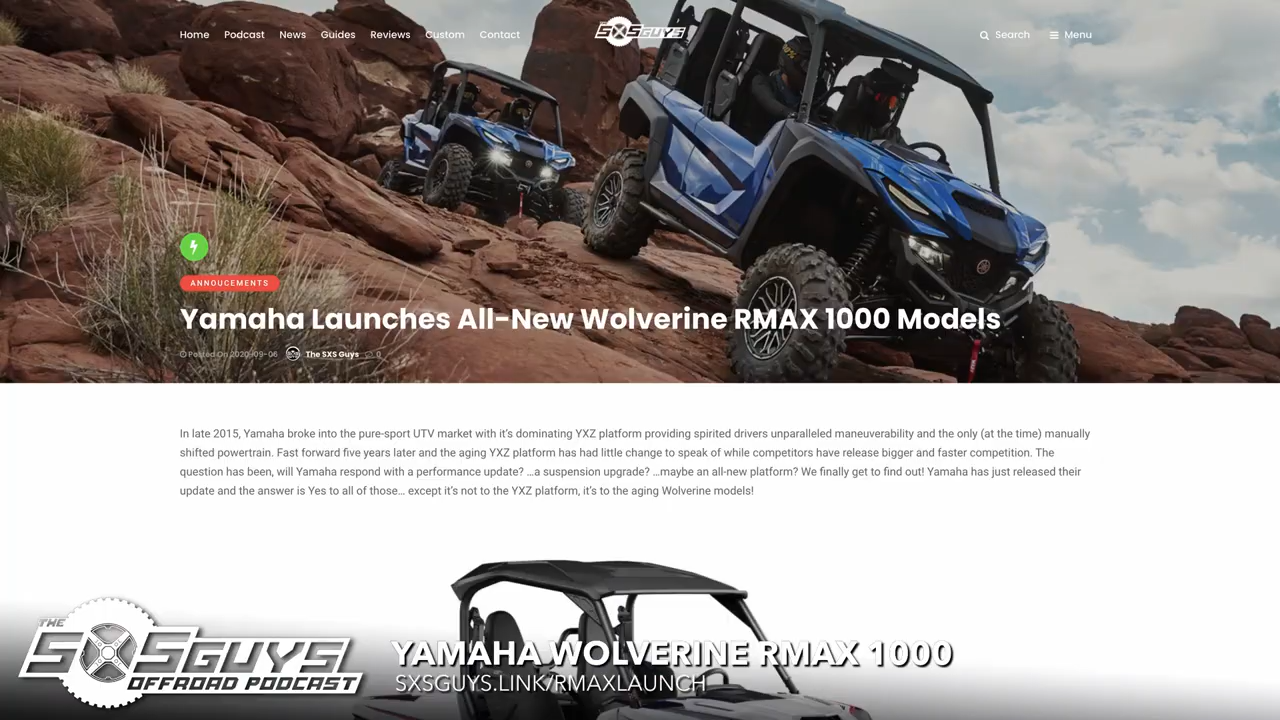 Home Podcast News Guides Reviews Custom Contact
THE SXSGUYS
Search Menu
ANNOUCEMENTS
Yamaha Launches All-New Wolverine RMAX 1000 Models
Posted On 2020-09-06 The SXS Guys 0
In late 2015, Yamaha broke into the pure-sport UTV market with it's dominating YXZ platform providing spirited drivers unparalleled maneuverability and the only (at the time) manually
shifted powertrain. Fast forward five years later and the aging YXZ platform has had little change to speak of while competitors have release bigger and faster competition. The
question has been, will Yamaha respond with a performance update? ...a suspension upgrade? ...maybe an all-new platform? We finally get to find out! Yamaha has just released their
update and the answer is Yes to all of those... except it's not to the YXZ platform, it's to the aging Wolverine models!
THE
SXSGUYS
OFFROAD PODCAST
YAMAHA WOLVERINE RMAX 1000
SXSGUYS.LINK/RMAXLAUNCH